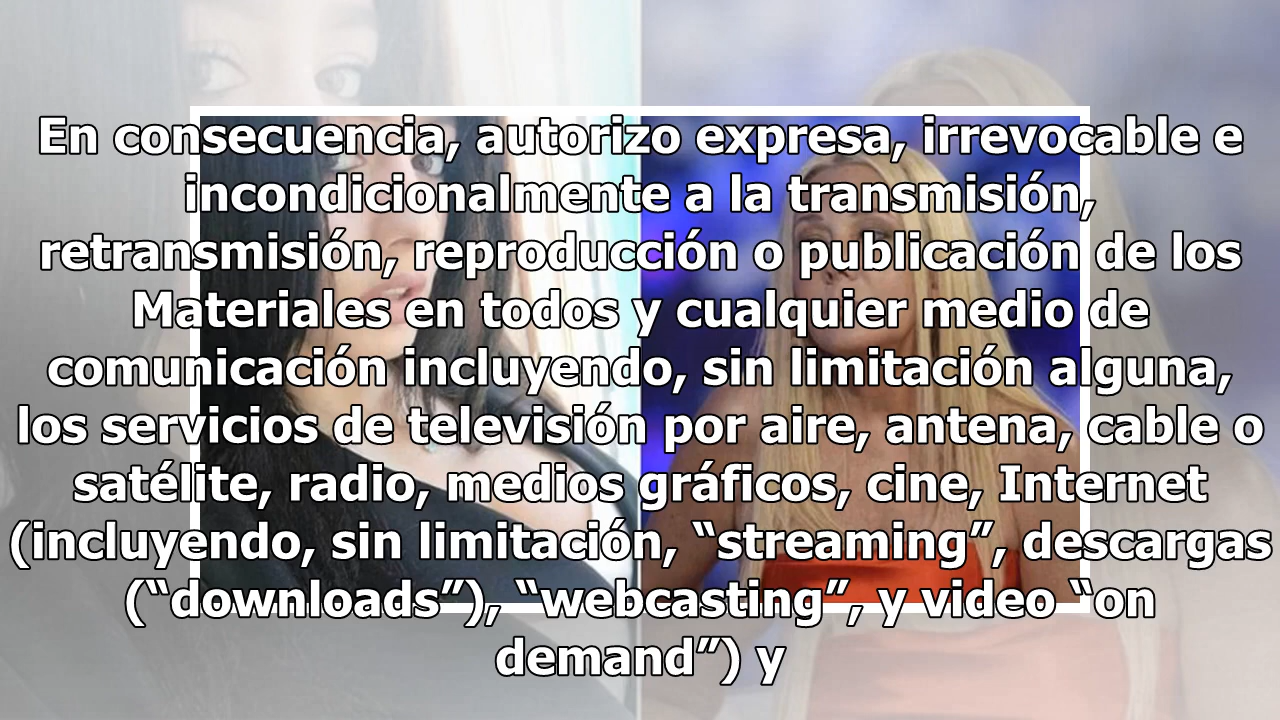 En consecuencia, autorizo expresa, irrevocable e
incondicionalmente a la transmisión,
retransmisión, reproducción o publicación de los
Materiales en todos y cualquier medio de
comunicación incluyendo, sin limitación alguna,
los servicios de televisión por aire, antena, cable o
satélite, radio, medios gráficos, cine, Internet
(incluyendo, sin limitación, “streaming”, descargas
(“downloads”), “webcasting”, y video “on
demand”) y